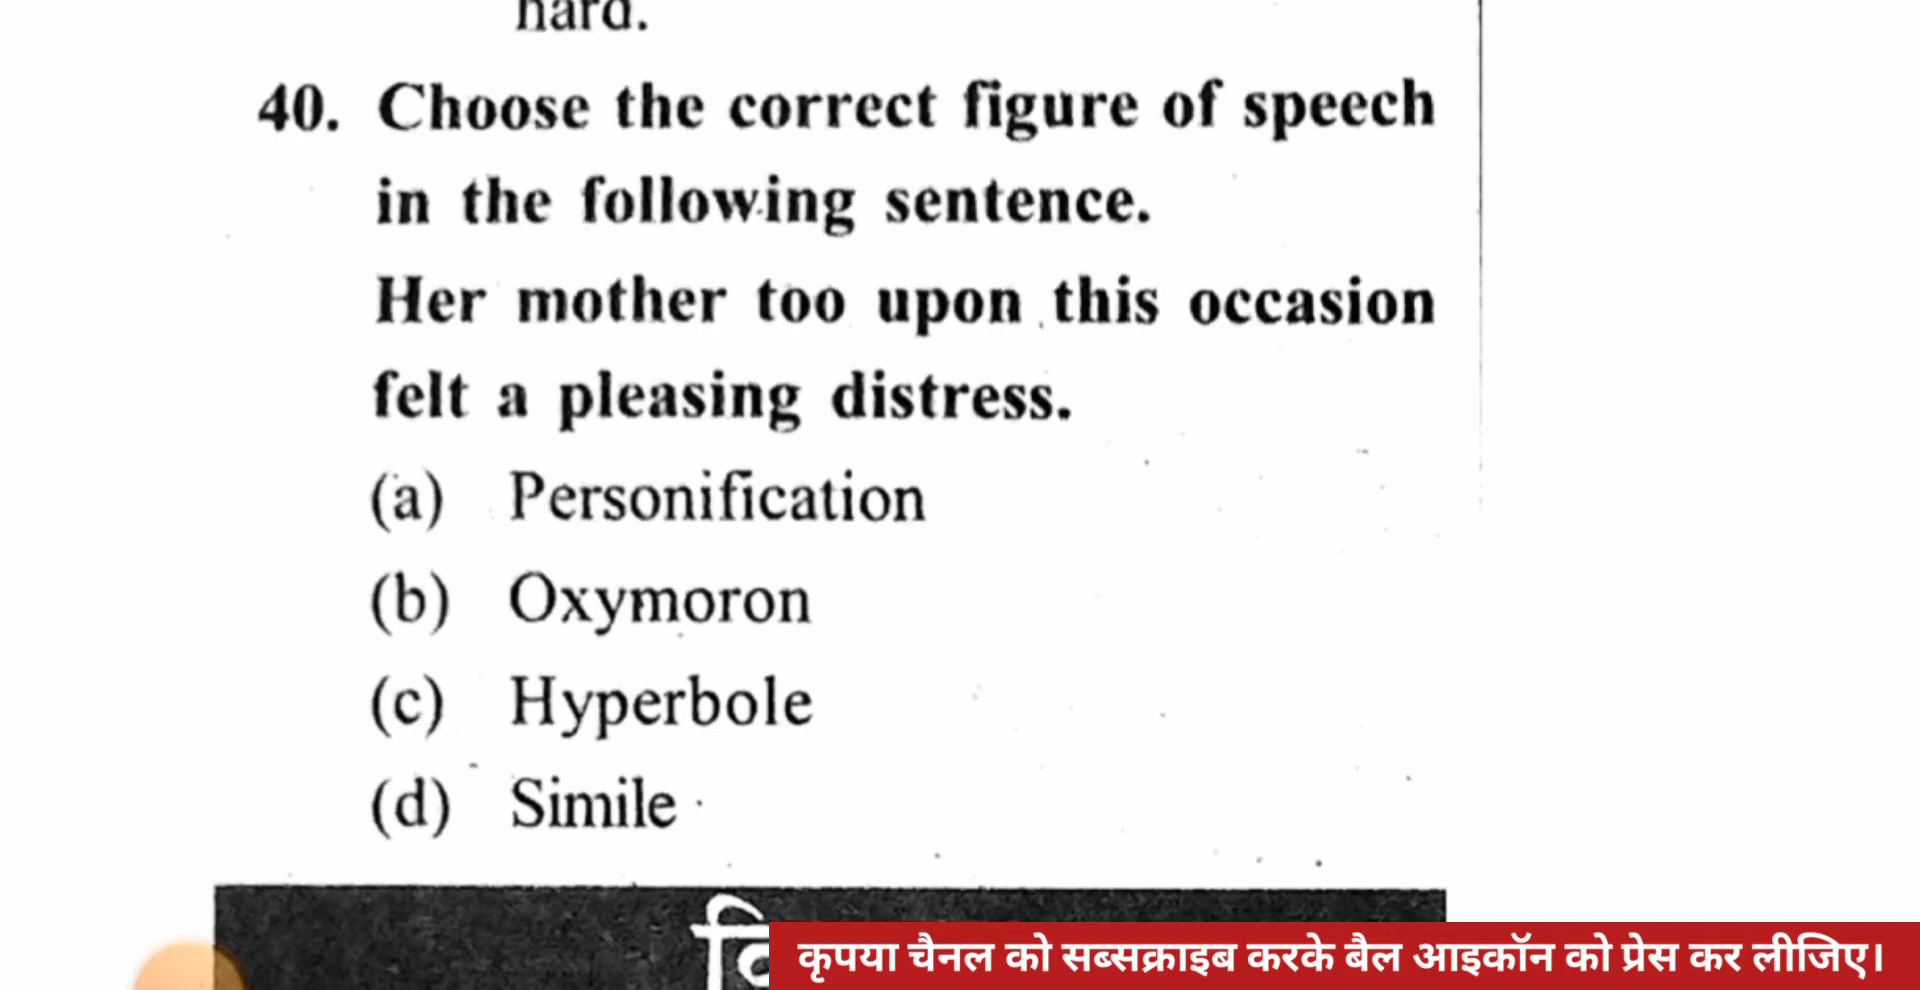 hard.
40. Choose the correct figure of speech
in the following sentence.
Her mother too upon this occasion
felt a pleasing distress.
(a) Personification
(b) Oxymoron
(c) Hyperbole
(d) Simile
कृपया चैनल को सब्सक्राइब करके बैल आइकॉन को प्रेस कर लीजिए।